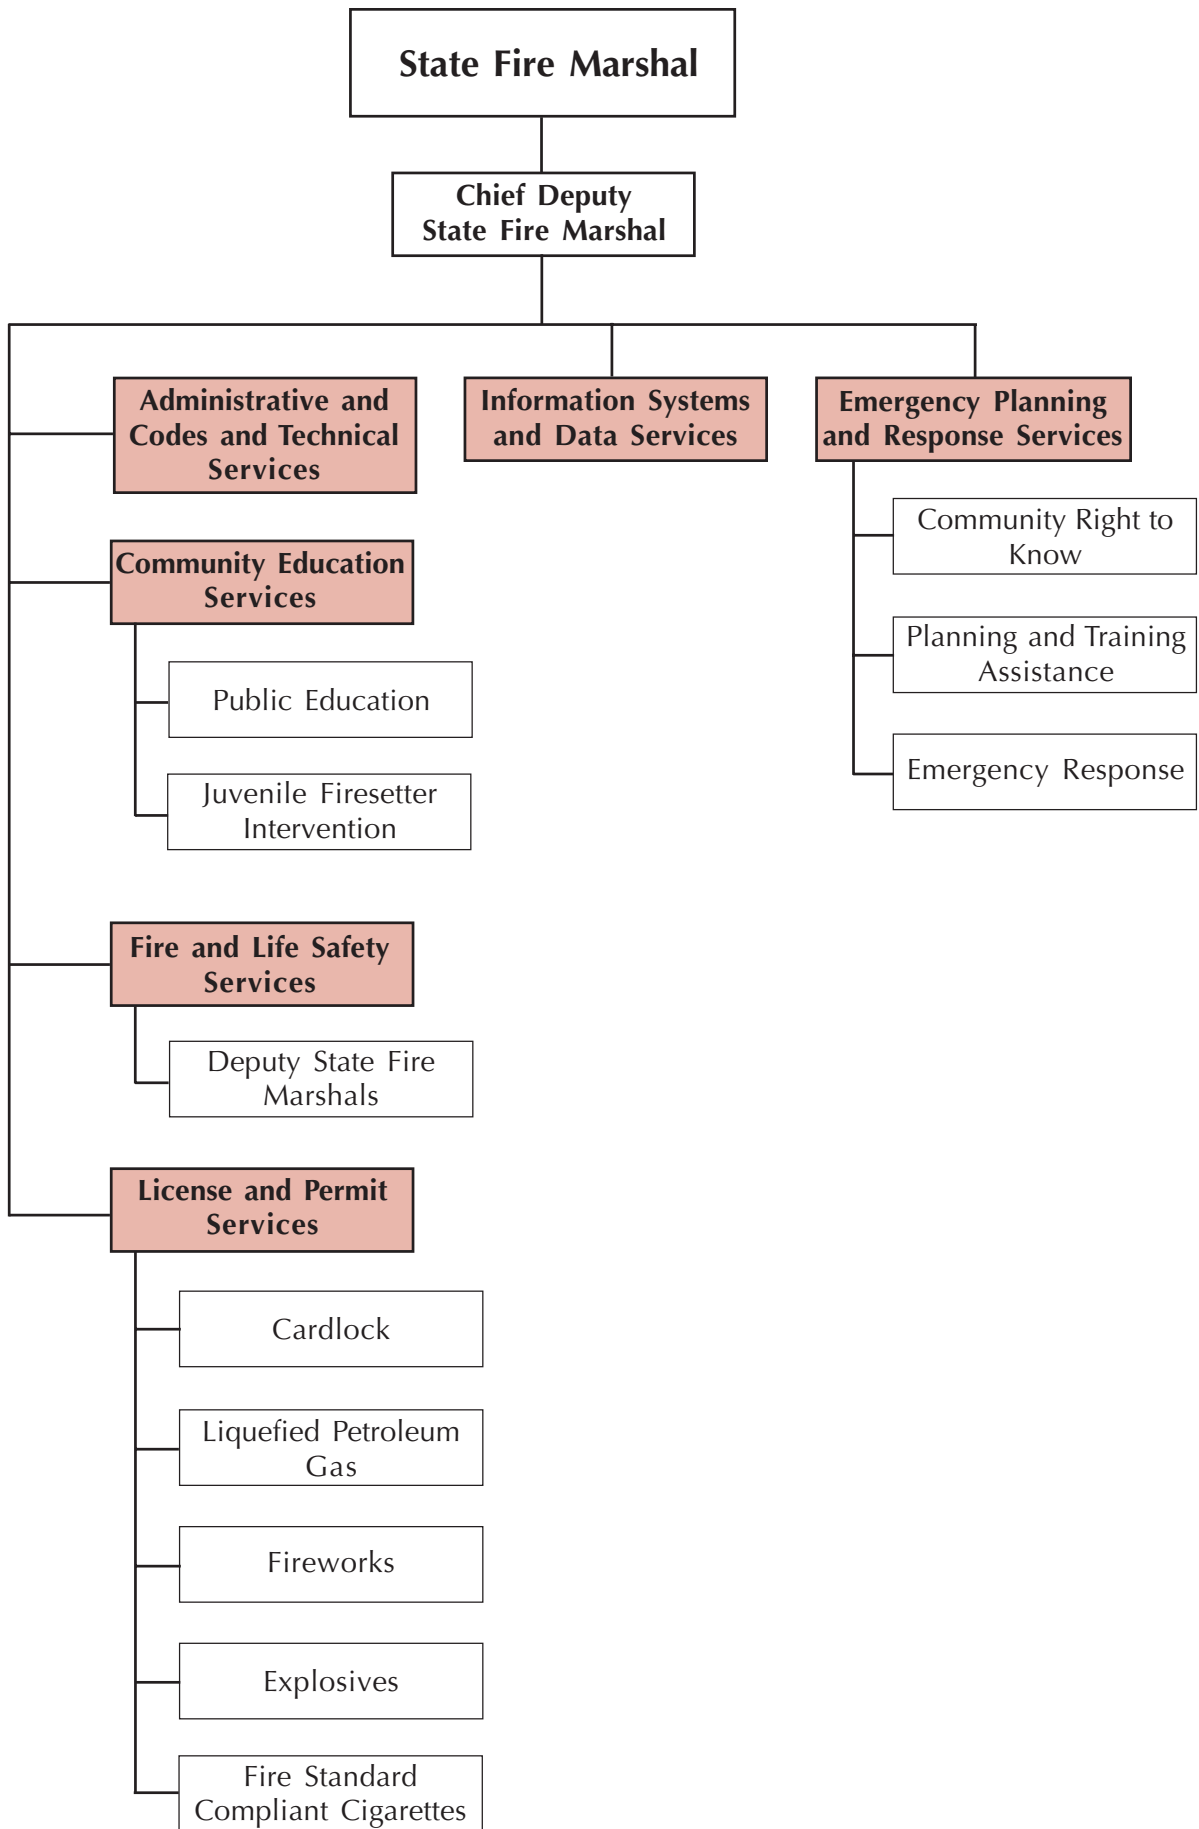 State Fire Marshal
Chief Deputy
State Fire Marshal
Administrative and
Codes and Technical
Services
Information Systems
and Data Services
Emergency Planning
and Response Services
Community Right to
Know
Planning and Training
Assistance
Emergency Response
Community Education
Services
Public Education
Juvenile Firesetter
Intervention
Fire and Life Safety
Services
Deputy State Fire
Marshals
License and Permit
Services
Cardlock
Liquefied Petroleum
Gas
Fireworks
Explosives
Fire Standard
Compliant Cigarettes